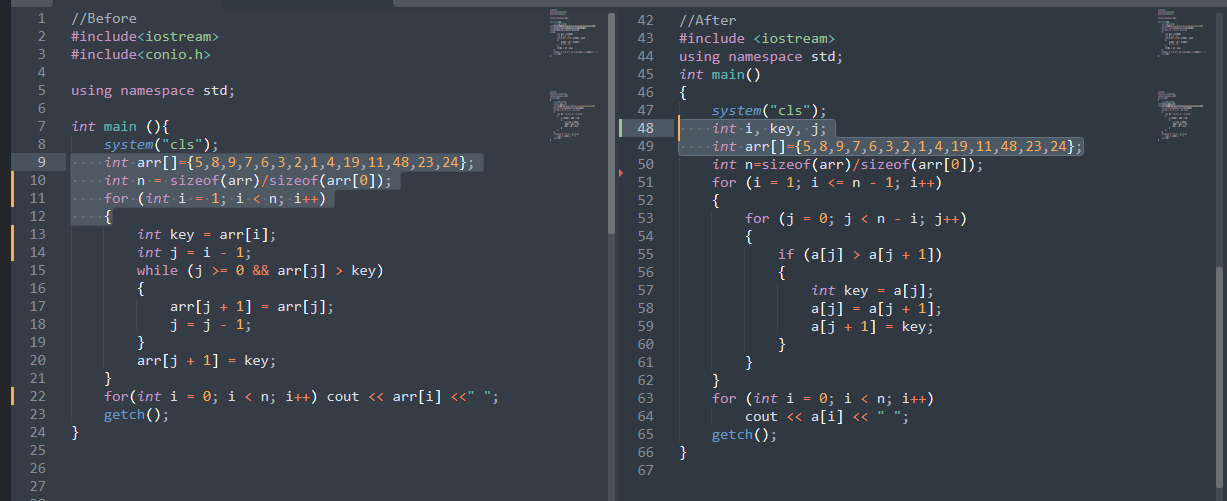 1 //Before
2 #include<iostream>
3 #include<conio.h>
4
5 using namespace std;
6
7 int main (){
8 system("cls");
9 int arr[]={5,8,9,7,6,3,2,1,4,19,11,48,23,24};
10 int n = sizeof(arr)/sizeof(arr[0]);
11 for (int i = 1; i < n; i++)
12 {
13 int key = arr[i];
14 int j = i - 1;
15 while (j >= 0 && arr[j] > key)
16 {
17 arr[j + 1] = arr[j];
18 j = j - 1;
19 }
20 arr[j + 1] = key;
21 }
22 for(int i = 0; i < n; i++) cout << arr[i] <<" ";
23 getch();
24 }
25
26
27
42 //After
43 #include <iostream>
44 using namespace std;
45 int main()
46 {
47 system("cls");
48 int i, key, j;
49 int arr[]={5,8,9,7,6,3,2,1,4,19,11,48,23,24};
50 int n=sizeof(arr)/sizeof(arr[0]);
51 for (i = 1; i <= n - 1; i++)
52 {
53 for (j = 0; j < n - i; j++)
54 {
55 if (a[j] > a[j + 1])
56 {
57 int key = a[j];
58 a[j] = a[j + 1];
59 a[j + 1] = key;
60 }
61 }
62 }
63 for (int i = 0; i < n; i++)
64 cout << a[i] << " ";
65 getch();
66 }
67